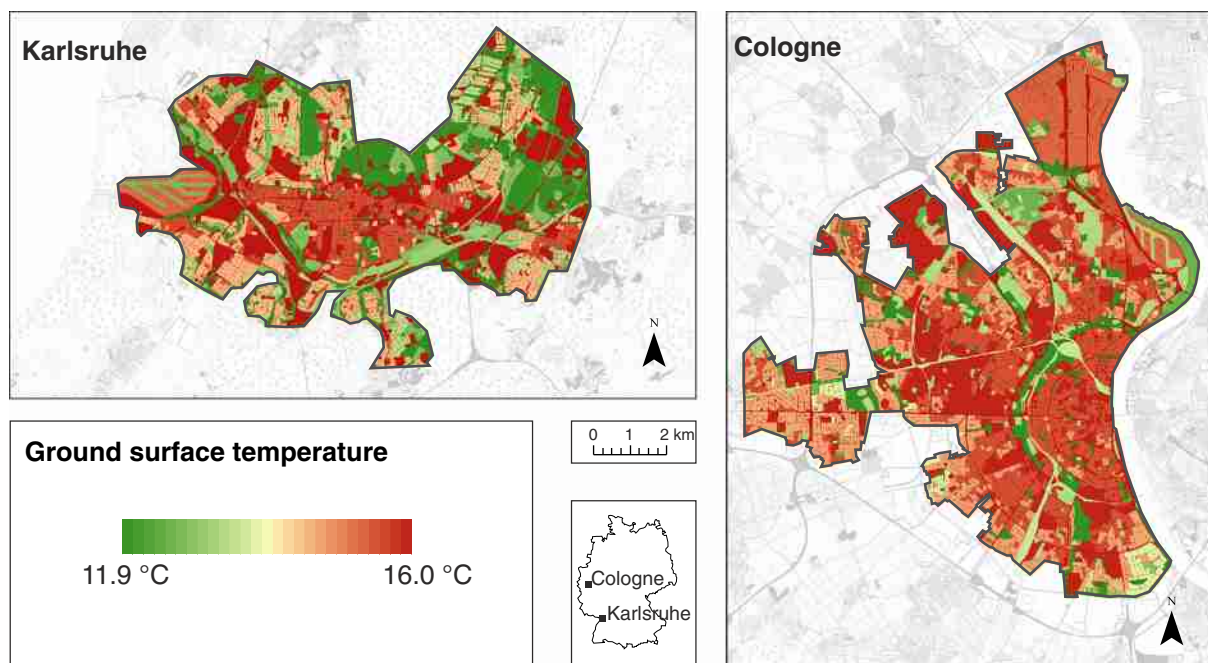 Karlsruhe
N
Cologne
N
Ground surface temperature
11.9 °C
16.0 °C
0 1 2 km
Cologne
Karlsruhe